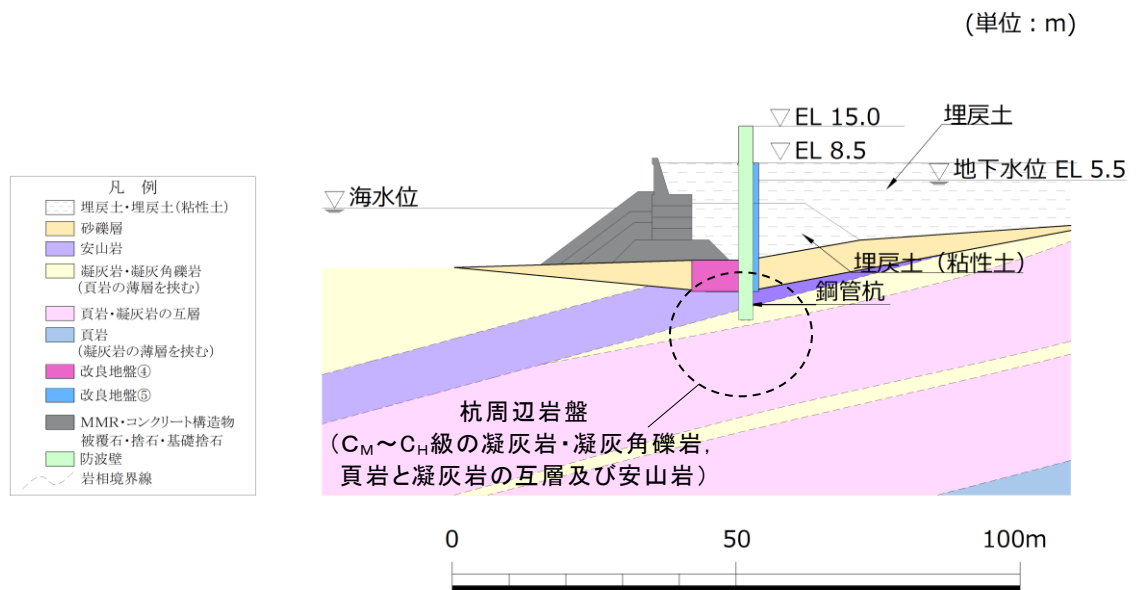 (単位：m)
▽ EL 15.0
埋戻土
▽ EL 8.5
地下水位 EL 5.5
海水位
凡 例
埋戻土・埋戻土(粘性土)
砂礫層
安山岩
凝灰岩・凝灰角礫岩
(頁岩の薄層を挟む)
頁岩・凝灰岩の互層
頁岩
(凝灰岩の薄層を挟む)
改良地盤④
改良地盤⑤
MMR・コンクリート構造物
被覆石・捨石・基礎捨石
防波壁
岩相境界線
埋戻土（粘性土）
鋼管杭
杭周辺岩盤
（CM～CH級の凝灰岩・凝灰角礫岩，
頁岩と凝灰岩の互層及び安山岩）
0 50 100m